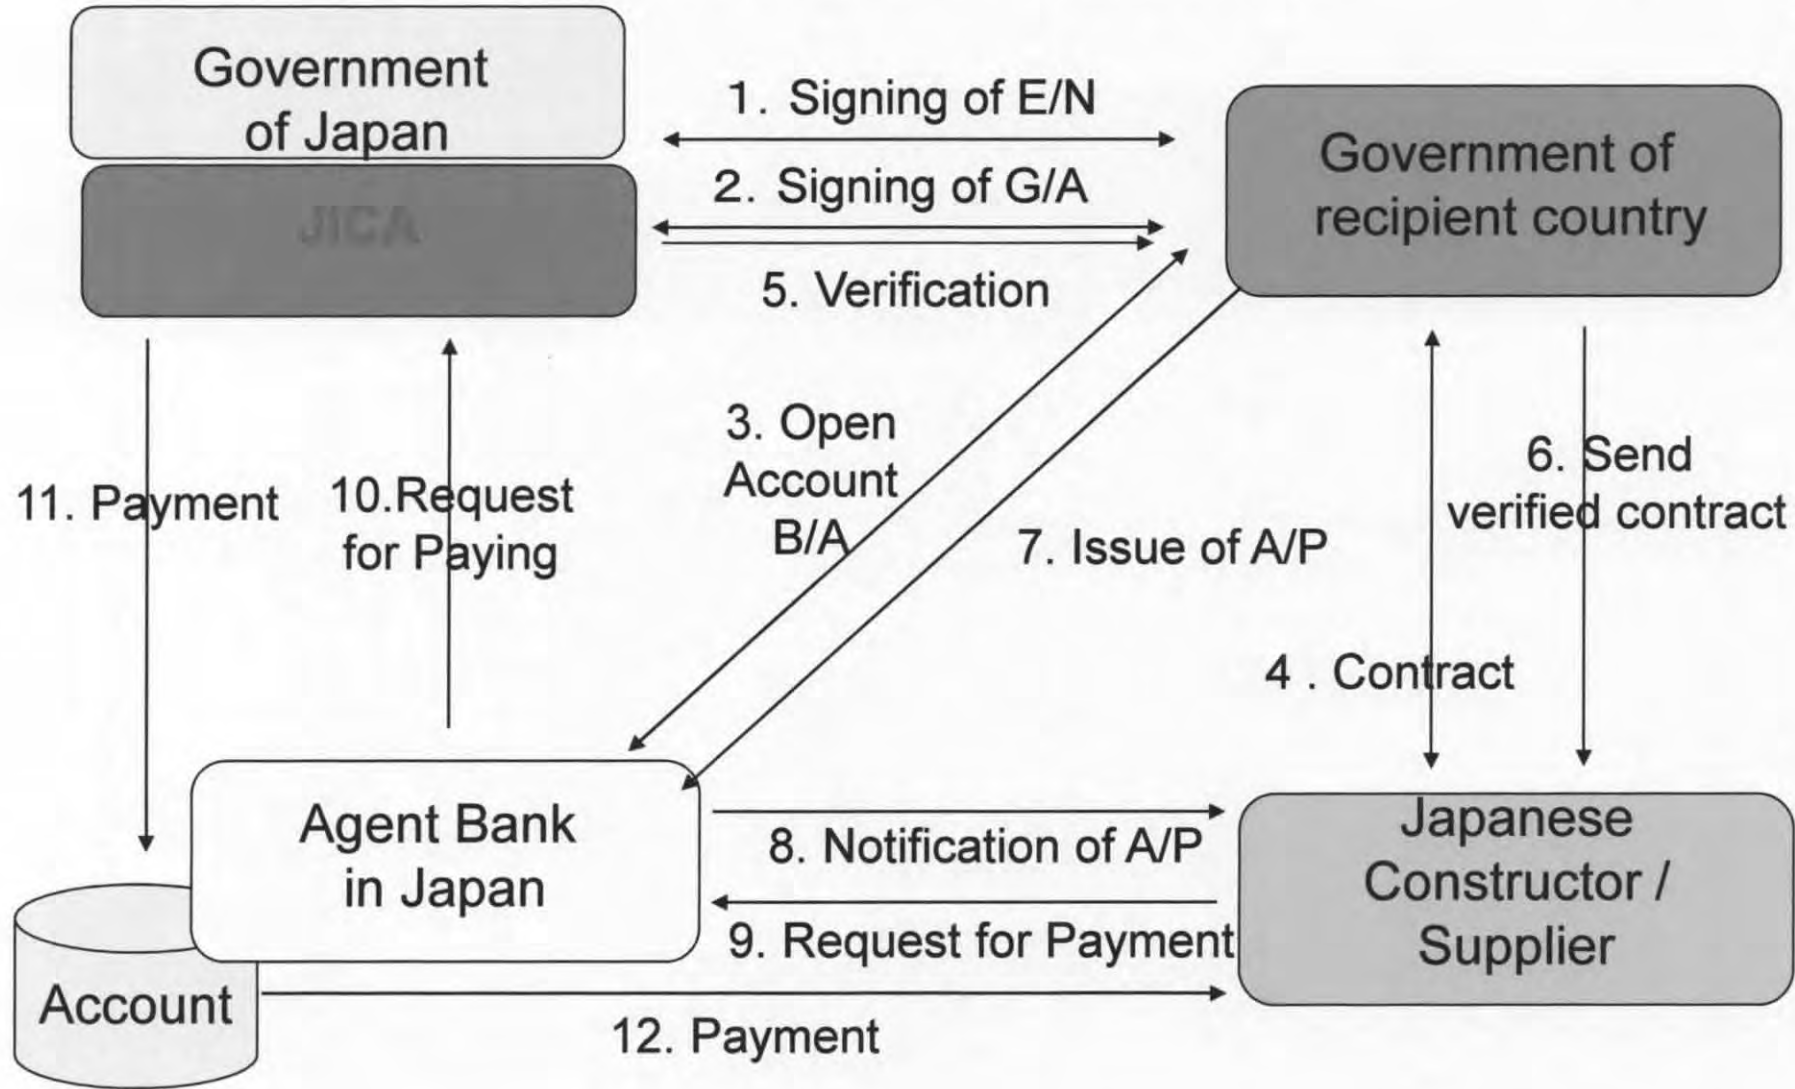 Government
of Japan
JICA
1. Signing of E/N
2. Signing of G/A
5. Verification
Government of
recipient country
11. Payment
10.Request
for Paying
3. Open
Account
B/A
7. Issue of A/P
6. Send
verified contract
4 . Contract
Agent Bank
in Japan
Account
8. Notification of A/P
9. Request for Payment
12. Payment
Japanese
Constructor /
Supplier